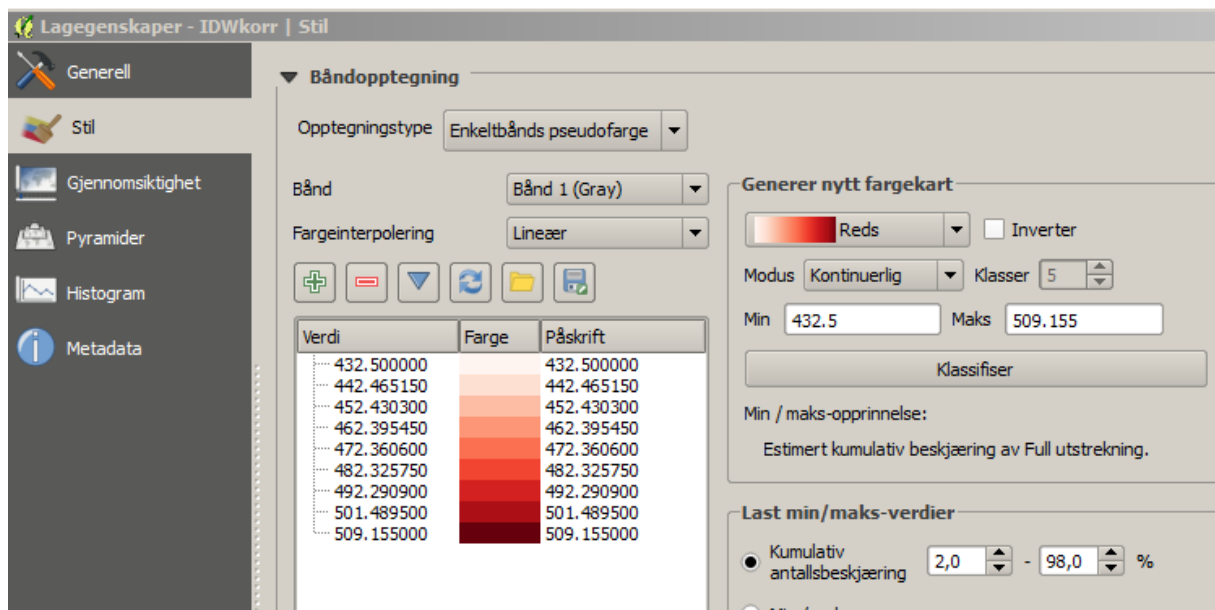 Lagegenskaper - IDWkorr | Stil
Generell
Stil
Gjennomsiktighet
Pyramider
Histogram
Metadata
Båndopptegning
Opptegningstype Enkeltbånds pseudofarge
Bånd Bånd 1 (Gray)
Fargeinterpolering Lineær
Verdi Farge Påskrift
432.500000 432.500000
442.465150 442.465150
452.430300 452.430300
462.395450 462.395450
472.360600 472.360600
482.325750 482.325750
492.290900 492.290900
501.489500 501.489500
509.155000 509.155000
Generer nytt fargekart
Reds Inverter
Modus Kontinuerlig Klasser 5
Min 432.5 Maks 509.155
Klassifiser
Min / maks-opprinnelse:
Estimert kumulativ beskjæring av Full utstrekning.
Last min/maks-verdier
Kumulativ
antallsbeskjæring 2,0 - 98,0 %